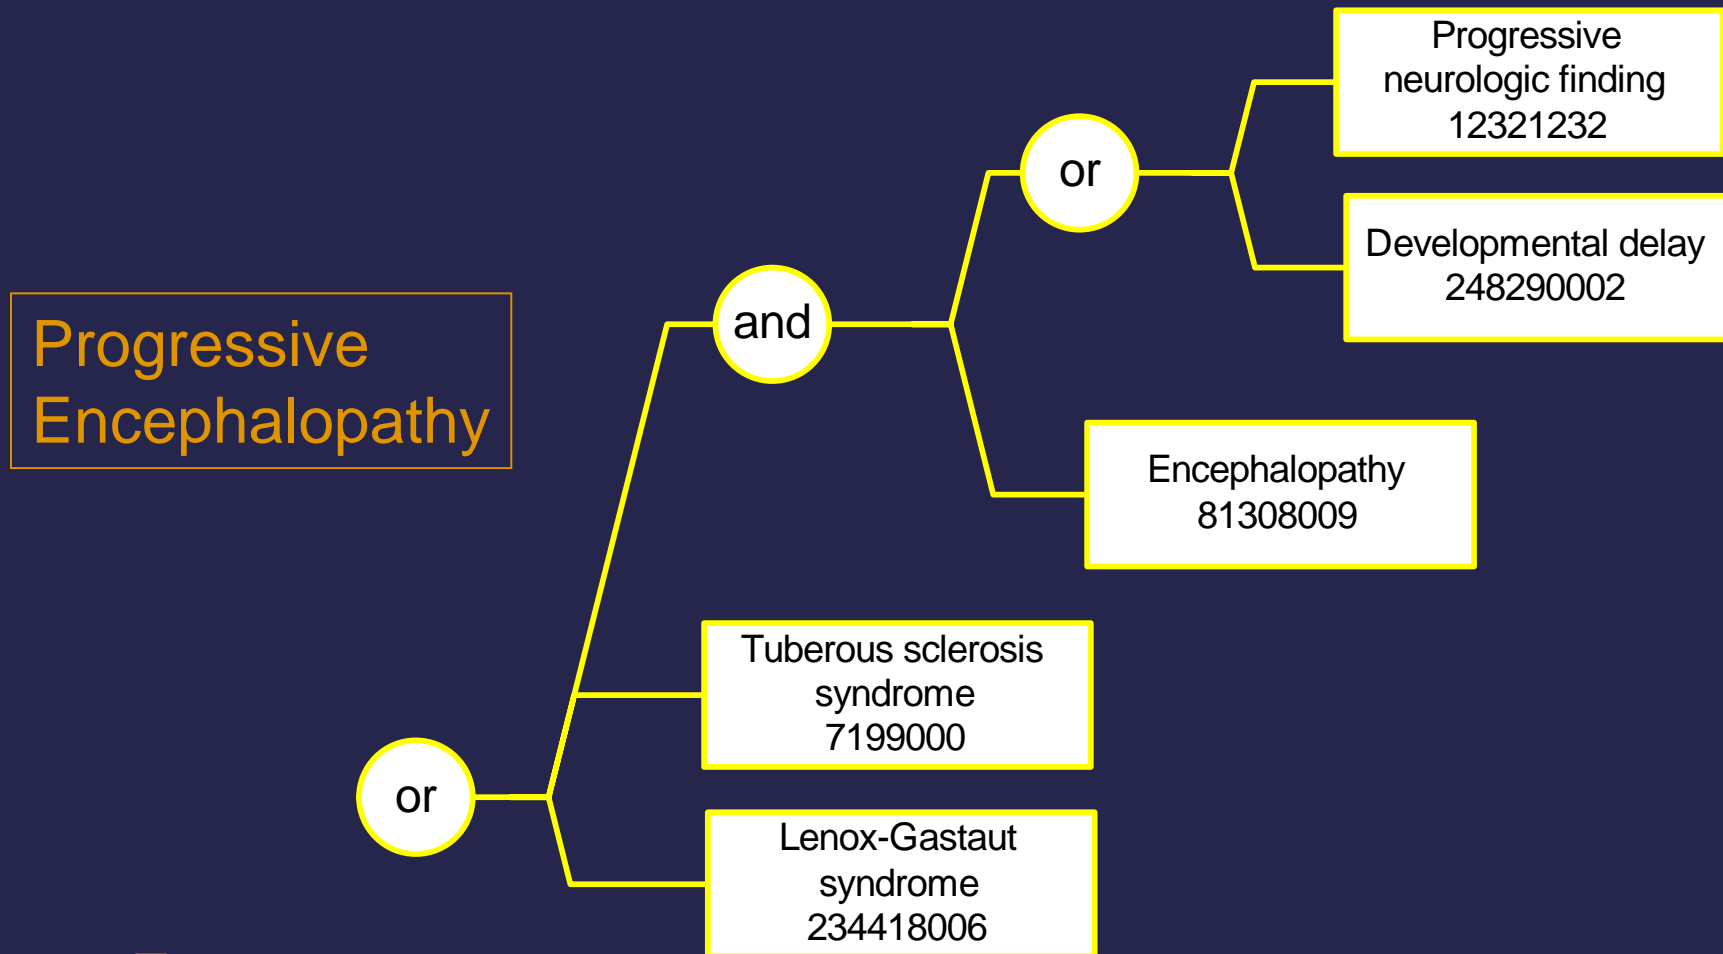 Progressive
neurologic finding
12321232
or
Developmental delay
248290002
and
Progressive
Encephalopathy
Encephalopathy
81308009
Tuberous sclerosis
syndrome
7199000
or
Lenox-Gastaut
syndrome
234418006